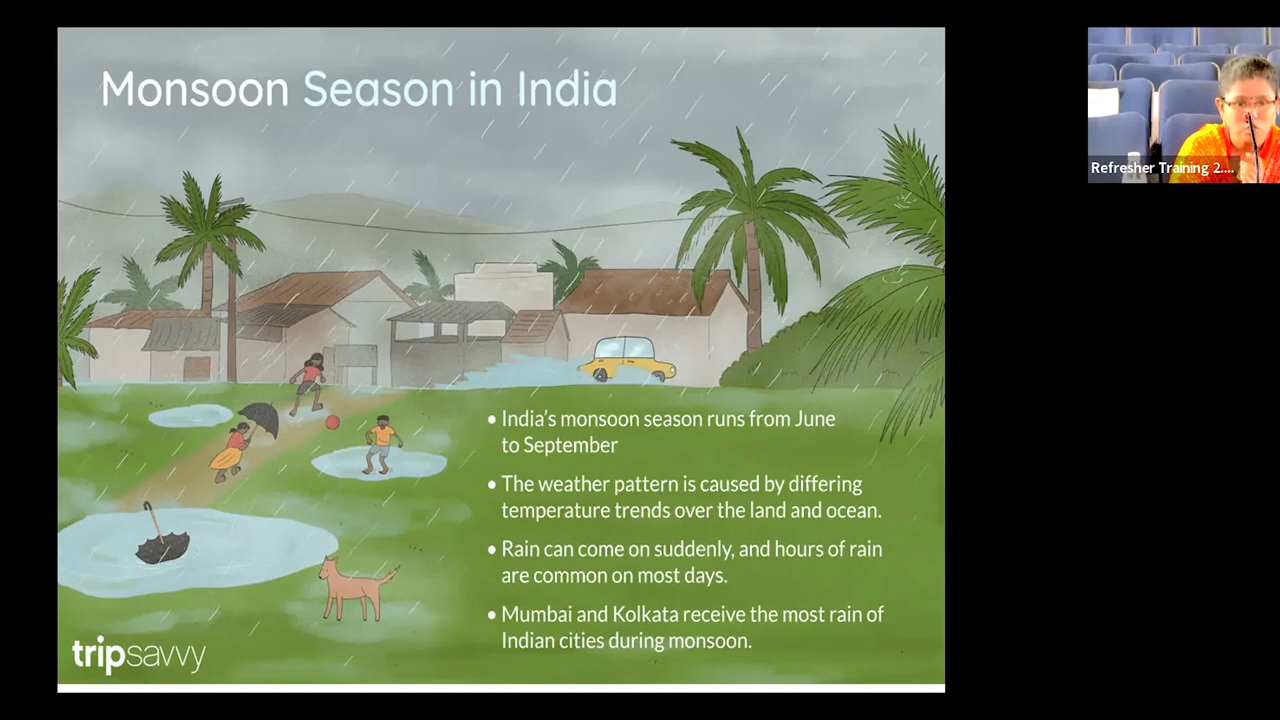 Monsoon Season in India
• India's monsoon season runs from June
to September
• The weather pattern is caused by differing
temperature trends over the land and ocean.
• Rain can come on suddenly, and hours of rain
are common on most days.
• Mumbai and Kolkata receive the most rain of
Indian cities during monsoon.
tripsavvy
Refresher Training 2....